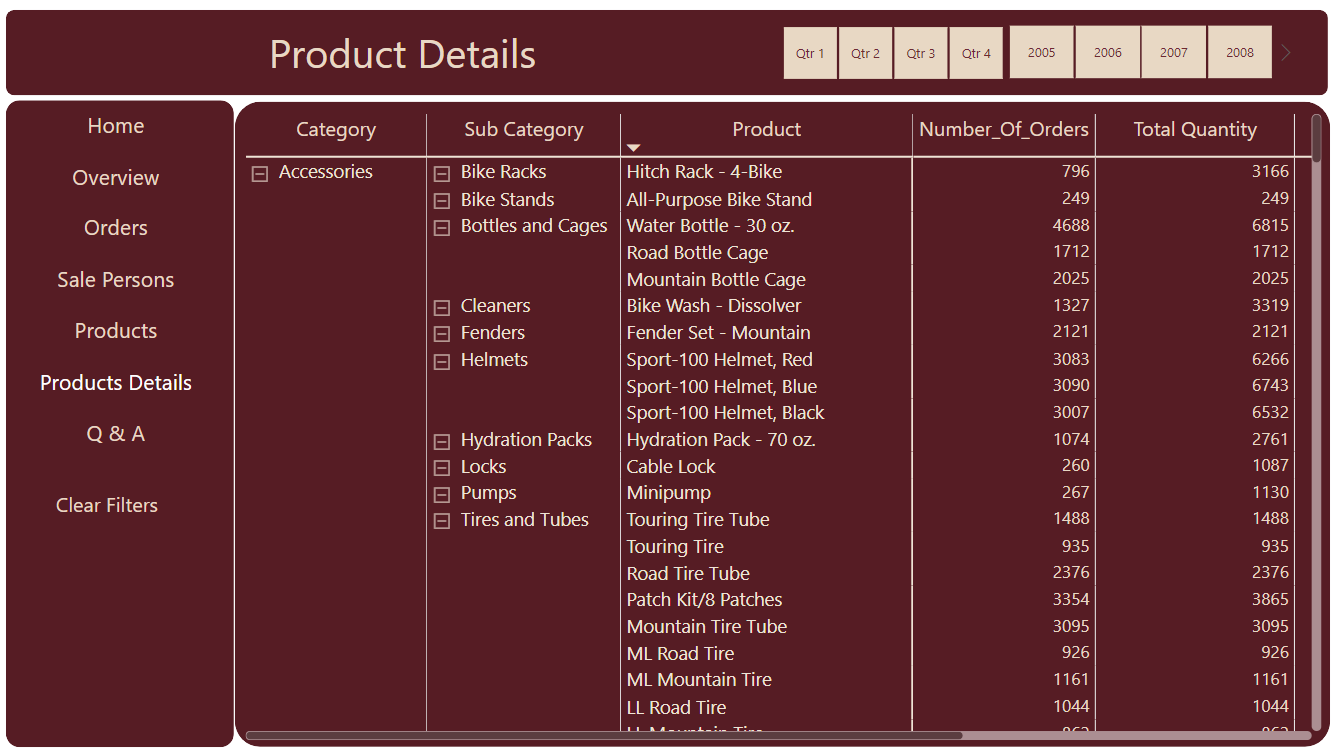 Product Details
Qtr 1 Qtr 2 Qtr 3 Qtr 4 2005 2006 2007 2008
Home
Overview
Orders
Sale Persons
Products
Products Details
Q & A
Clear Filters
Category Sub Category Product Number_Of_Orders Total Quantity
Accessories Bike Racks Hitch Rack - 4-Bike 796 3166
Bike Stands All-Purpose Bike Stand 249 249
Bottles and Cages Water Bottle - 30 oz. 4688 6815
Road Bottle Cage 1712 1712
Mountain Bottle Cage 2025 2025
Cleaners Bike Wash - Dissolver 1327 3319
Fenders Fender Set - Mountain 2121 2121
Helmets Sport-100 Helmet, Red 3083 6266
Sport-100 Helmet, Blue 3090 6743
Sport-100 Helmet, Black 3007 6532
Hydration Packs Hydration Pack - 70 oz. 1074 2761
Locks Cable Lock 260 1087
Pumps Minipump 267 1130
Tires and Tubes Touring Tire Tube 1488 1488
Touring Tire 935 935
Road Tire Tube 2376 2376
Patch Kit/8 Patches 3354 3865
Mountain Tire Tube 3095 3095
ML Road Tire 926 926
ML Mountain Tire 1161 1161
LL Road Tire 1044 1044